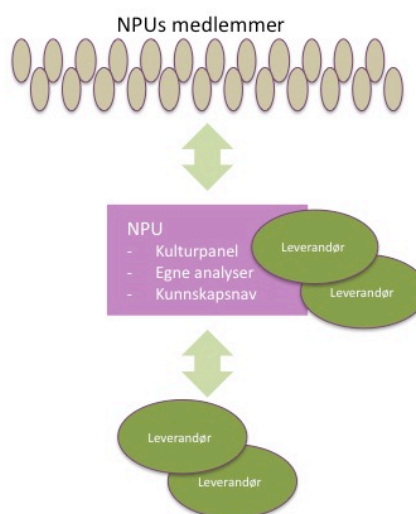 NPUs medlemmer
NPU
- Kulturpanel
- Egne analyser
- Kunnskapsnav
Leverandør
Leverandør
Leverandør
Leverandør